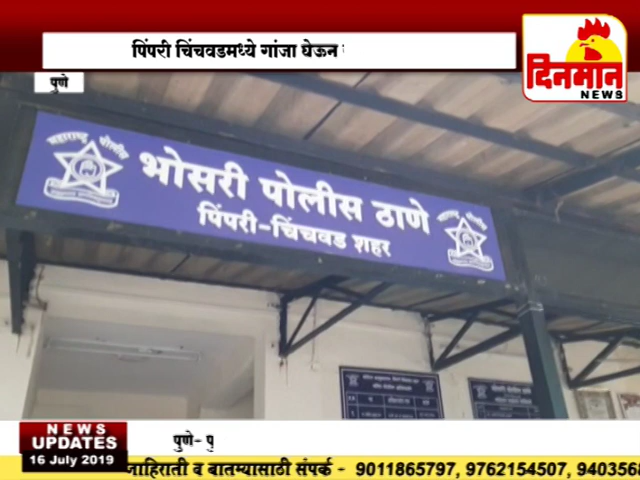 पिंपरी चिंचवडमध्ये गांजा घेऊन
दिनमान
NEWS
पुणे
महाराष्ट्र पोलीस
भोसरी पोलीस ठाणे
पिंपरी-चिंचवड शहर
NEWS
UPDATES
16 July 2019
पुणे- पु
जाहिराती व बातम्यासाठी संपर्क - 9011865797, 9762154507, 9403568